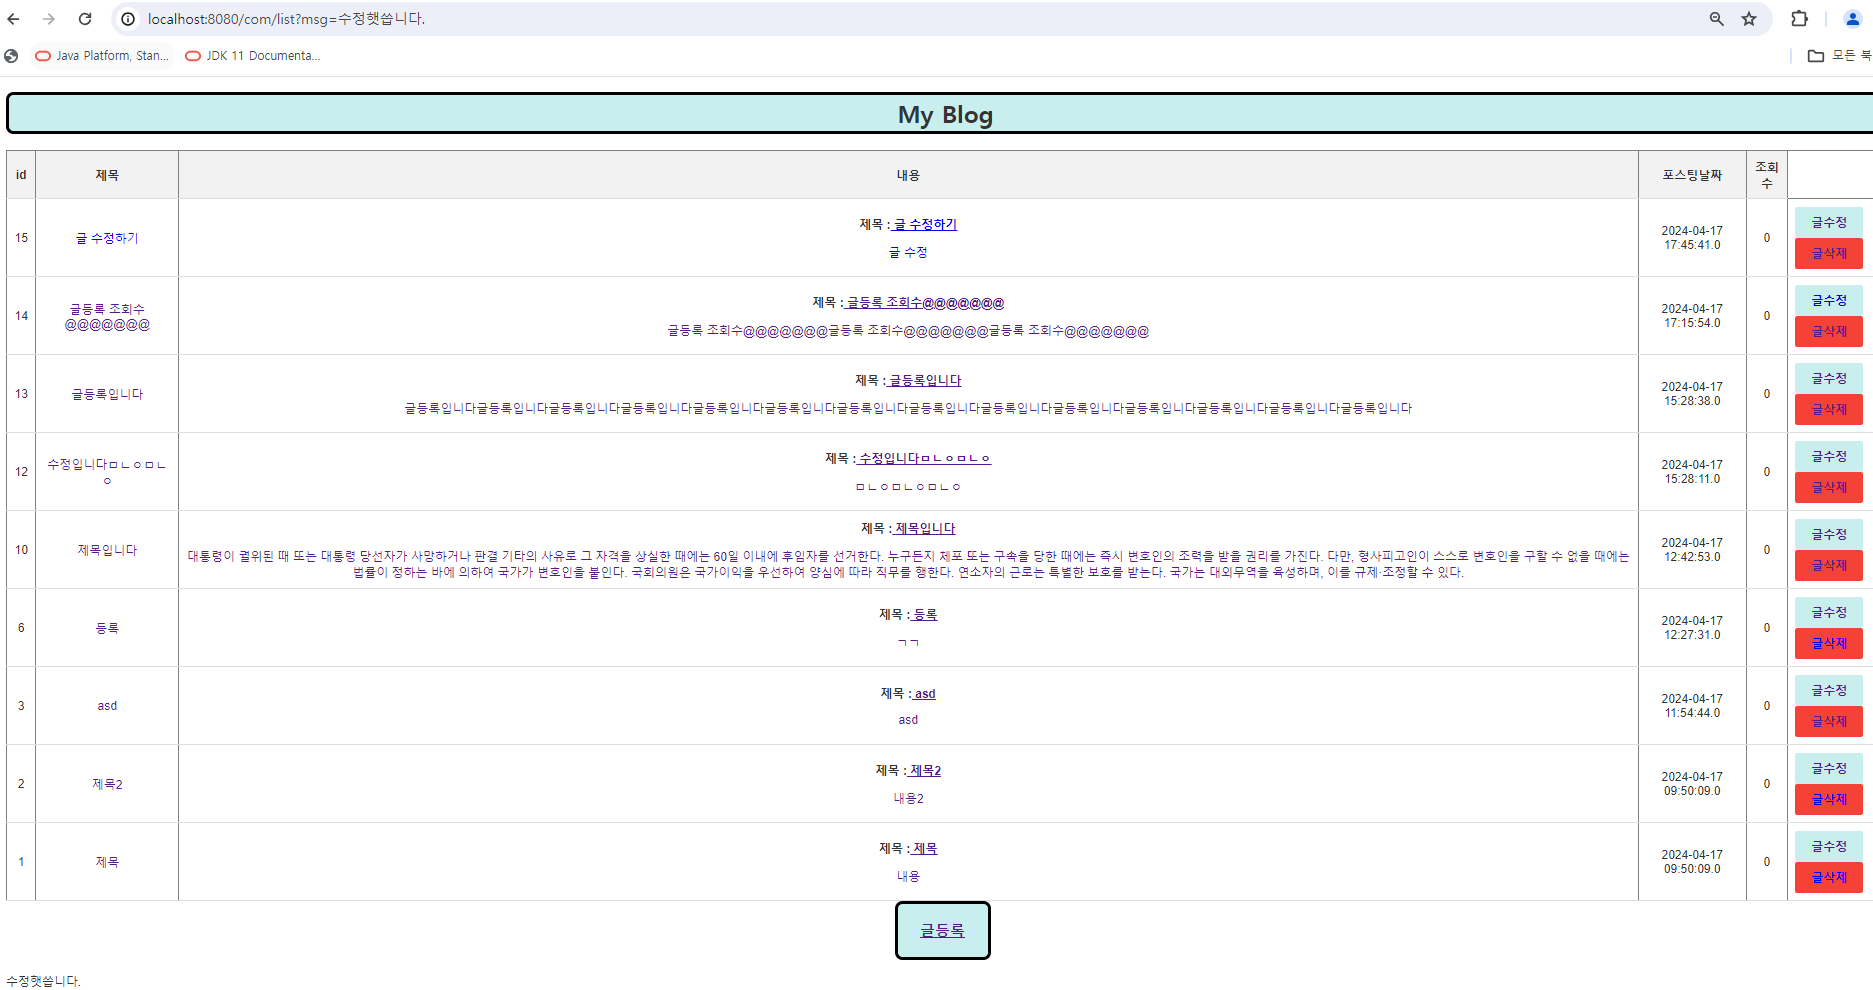 localhost:8080/com/list?msg=수정햇씁니다.
Java Platform, Stan...
JDK 11 Documenta...
모든 북
My Blog
id 제목 내용 포스팅날짜 조회
수
15 글 수정하기 제목 : 글 수정하기
글 수정
2024-04-17
17:45:41.0
0 글수정
글삭제
14 글등록 조회수
@@@@@@@
제목 : 글등록 조회수@@@@@@@
글등록 조회수@@@@@@@글등록 조회수@@@@@@@글등록 조회수@@@@@@@
2024-04-17
17:15:54.0
0 글수정
글삭제
13 글등록입니다 제목 : 글등록입니다
글등록입니다글등록입니다글등록입니다글등록입니다글등록입니다글등록입니다글등록입니다글등록입니다글등록입니다글등록입니다글등록입니다글등록입니다글등록입니다글등록입니다
2024-04-17
15:28:38.0
0 글수정
글삭제
12 수정입니다ㅁㄴㅇㅁㄴ
ㅇ
제목 : 수정입니다ㅁㄴㅇㅁㄴㅇ
ㅁㄴㅇㅁㄴㅇㅁㄴㅇ
2024-04-17
15:28:11.0
0 글수정
글삭제
10 제목입니다 제목 : 제목입니다
대통령이 궐위된 때 또는 대통령 당선자가 사망하거나 판결 기타의 사유로 그 자격을 상실한 때에는 60일 이내에 후임자를 선거한다. 누구든지 체포 또는 구속을 당한 때에는 즉시 변호인의 조력을 받을 권리를 가진다. 다만, 형사피고인이 스스로 변호인을 구할 수 없을 때에는
법률이 정하는 바에 의하여 국가가 변호인을 붙인다. 국회의원은 국가이익을 우선하여 양심에 따라 직무를 행한다. 연소자의 근로는 특별한 보호를 받는다. 국가는 대외무역을 육성하며, 이를 규제·조정할 수 있다.
2024-04-17
12:42:53.0
0 글수정
글삭제
6 등록 제목 : 등록
ㄱㄱ
2024-04-17
12:27:31.0
0 글수정
글삭제
3 asd 제목 : asd
asd
2024-04-17
11:54:44.0
0 글수정
글삭제
2 제목2 제목 : 제목2
내용2
2024-04-17
09:50:09.0
0 글수정
글삭제
1 제목 제목 : 제목
내용
2024-04-17
09:50:09.0
0 글수정
글삭제
글등록
수정햇씁니다.